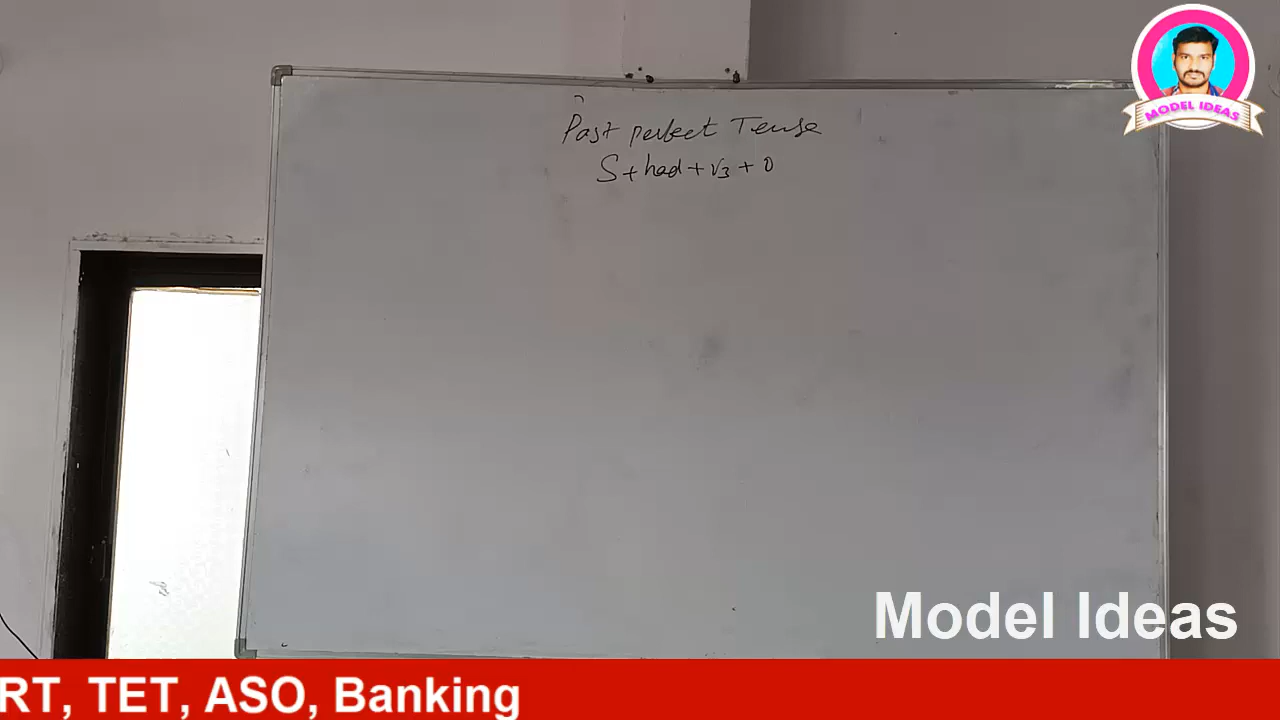 MODEL IDEAS
Past perfect Tense
S + had + V3 + O
Model Ideas
RT, TET, ASO, Banking